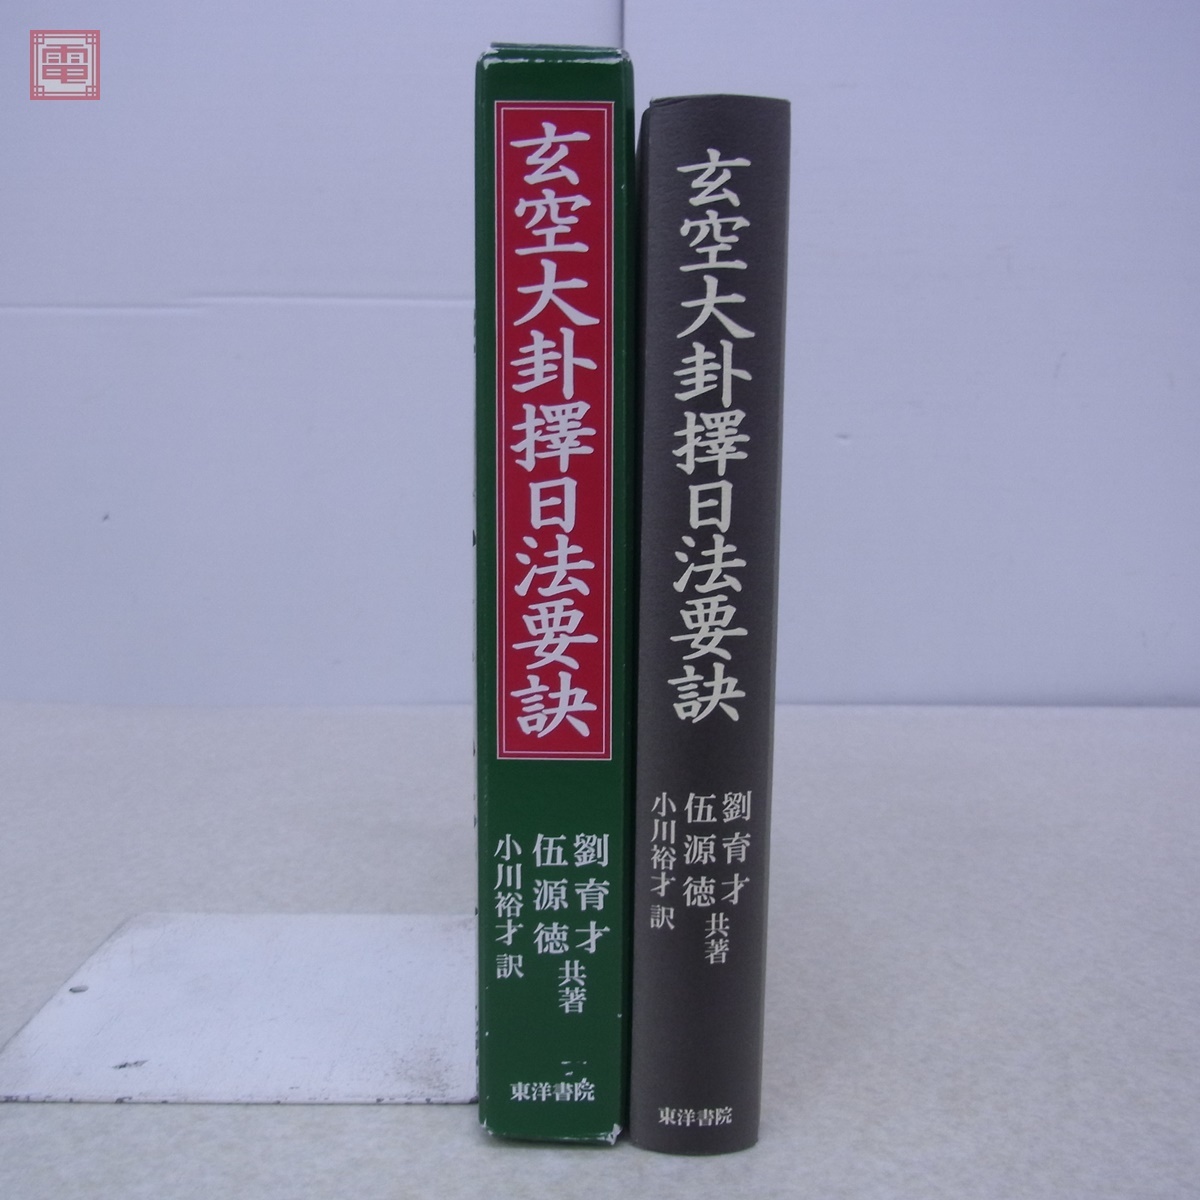 電
玄空大卦擇日法要訣
劉育才
伍源徳
共著
小川裕才 訳
東洋書院
玄空大卦擇日法要訣
劉育才
伍源徳
共著
小川裕才 訳
東洋書院